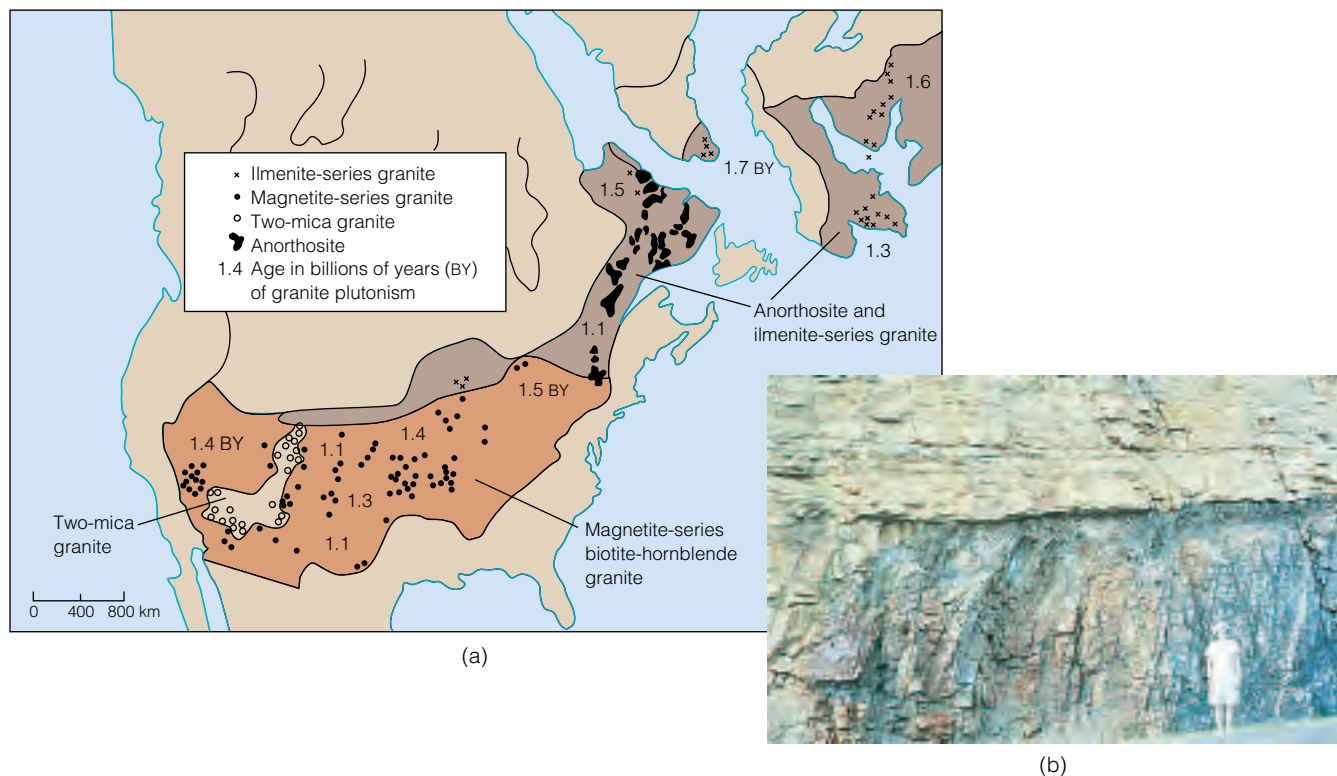 × Ilmenite-series granite
• Magnetite-series granite
○ Two-mica granite
Anorthosite
1.4 Age in billions of years (BY)
of granite plutonism
1.6
1.7 BY
1.5
1.3
Anorthosite and
ilmenite-series granite
1.1
1.5 BY
1.4 BY
1.1
1.4
1.3
Two-mica
granite
1.1
Magnetite-series
biotite-hornblende
granite
0 400 800 km
(a)
(b)